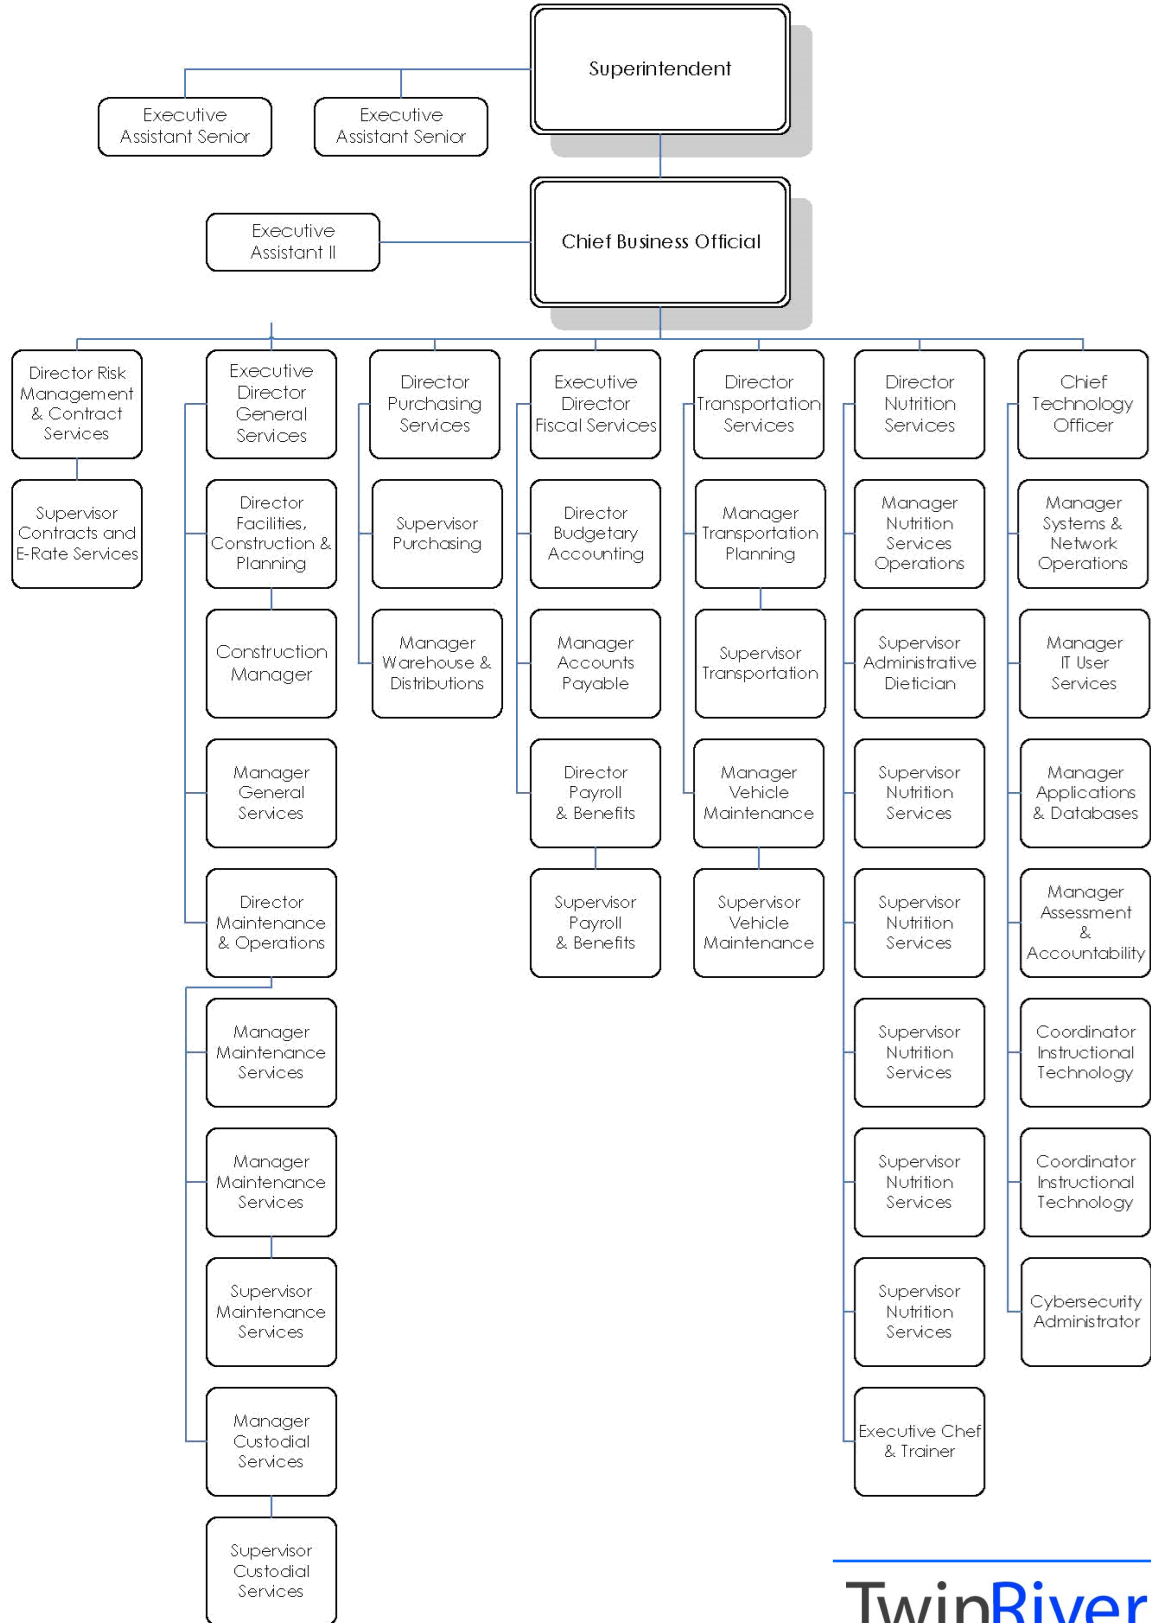 Superintendent
Executive
Assistant Senior
Executive
Assistant Senior
Executive
Assistant II
Chief Business Official
Director Risk
Management
& Contract
Services
Supervisor
Contracts and
E-Rate Services
Executive
Director
General
Services
Director
Facilities,
Construction &
Planning
Construction
Manager
Manager
General
Services
Director
Maintenance
& Operations
Manager
Maintenance
Services
Manager
Maintenance
Services
Supervisor
Maintenance
Services
Manager
Custodial
Services
Supervisor
Custodial
Services
Director
Purchasing
Services
Supervisor
Purchasing
Manager
Warehouse &
Distributions
Executive
Director
Fiscal Services
Director
Budgetary
Accounting
Manager
Accounts
Payable
Director
Payroll
& Benefits
Supervisor
Payroll
& Benefits
Director
Transportation
Services
Manager
Transportation
Planning
Supervisor
Transportation
Manager
Vehicle
Maintenance
Supervisor
Vehicle
Maintenance
Director
Nutrition
Services
Manager
Nutrition
Services
Operations
Supervisor
Administrative
Dietician
Supervisor
Nutrition
Services
Supervisor
Nutrition
Services
Supervisor
Nutrition
Services
Supervisor
Nutrition
Services
Supervisor
Nutrition
Services
Executive Chef
& Trainer
Chief
Technology
Officer
Manager
Systems &
Network
Operations
Manager
IT User
Services
Manager
Applications
& Databases
Manager
Assessment
&
Accountability
Coordinator
Instructional
Technology
Coordinator
Instructional
Technology
Cybersecurity
Administrator
TwinRiver